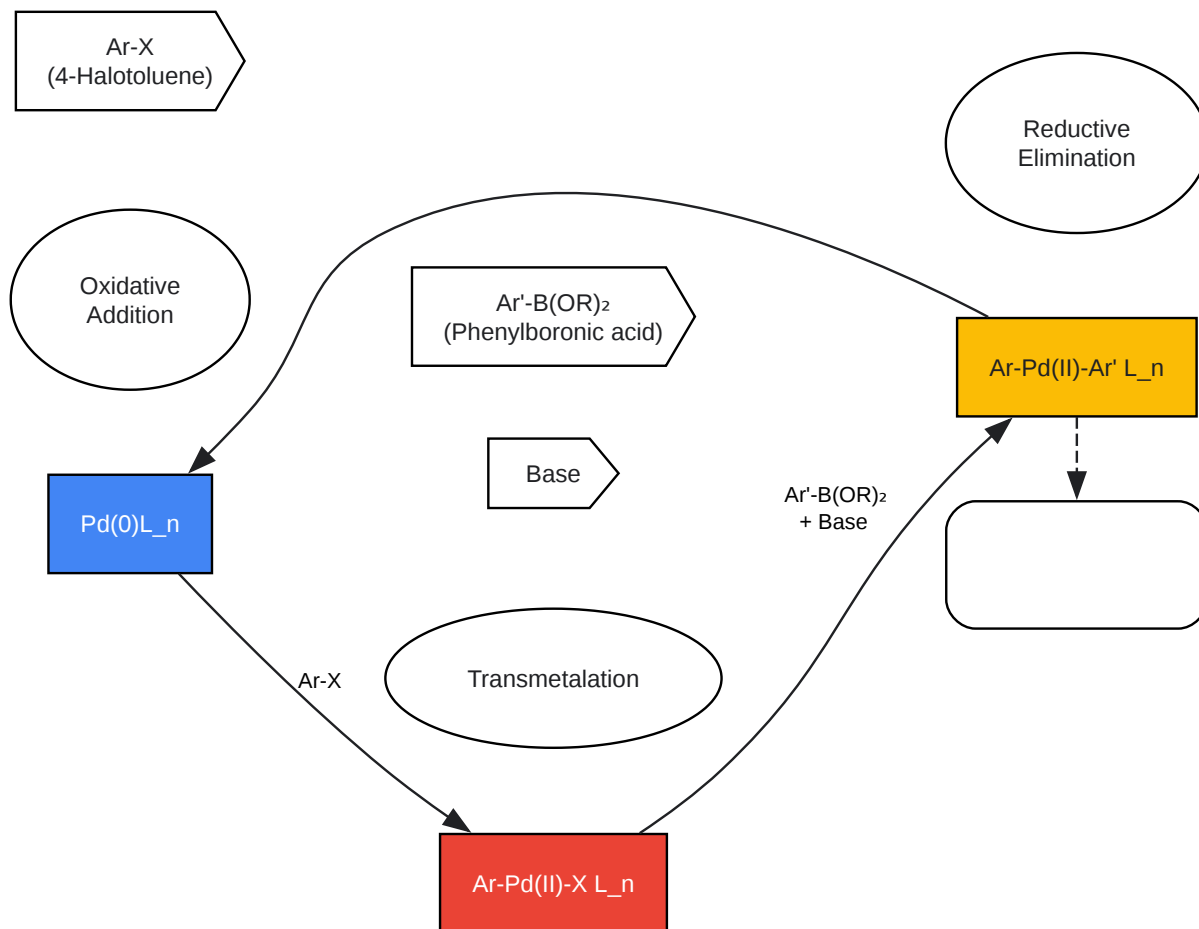 Ar-X
(4-Halotoluene)
Reductive
Elimination
Oxidative
Addition
Ar'-B(OR)₂
(Phenylboronic acid)
Ar-Pd(II)-Ar' L_n
Base
Ar'-B(OR)₂
+ Base
Pd(0)L_n
Ar-X
Transmetalation
Ar-Pd(II)-X L_n